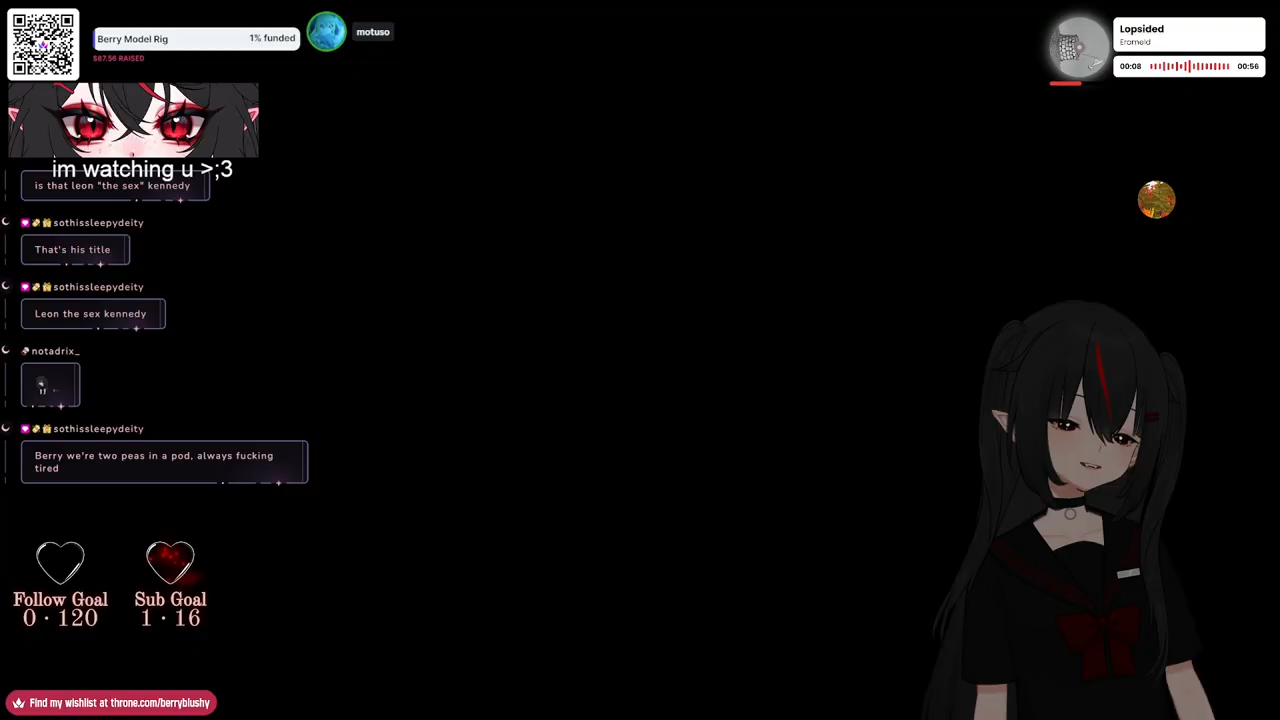 Berry Model Rig
1% funded
$87.56 RAISED
motuso
Lopsided
Eromeld
00:08
00:56
im watching u >;3
is that leon "the sex" kennedy
sothissleepydeity
That's his title
sothissleepydeity
Leon the sex kennedy
notadrix_
sothissleepydeity
Berry we're two peas in a pod, always fucking
tired
Follow Goal
0 · 120
Sub Goal
1 · 16
Find my wishlist at throne.com/berryblushy